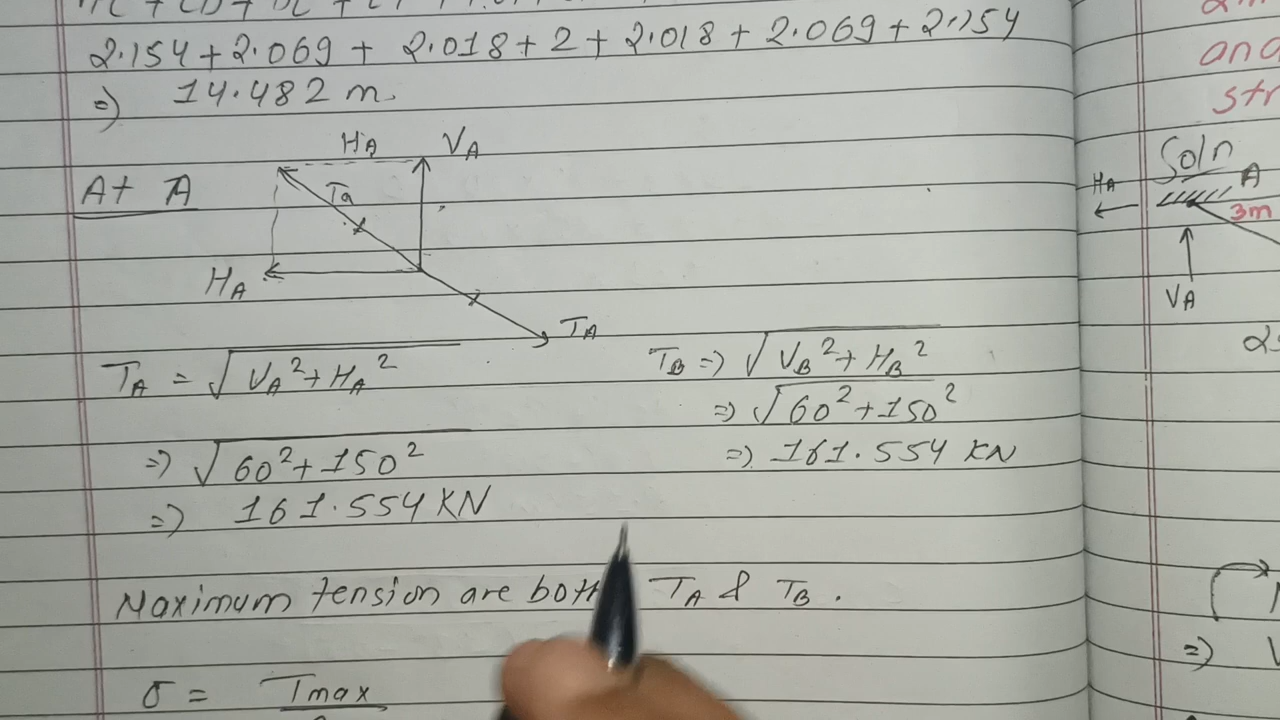 2.154 + 2.069 + 2.018 + 2 + 2.018 + 2.069 + 2.154
=> 14.482 m.
HA VA
At A
Ta
HA
TA
TA = √VA² + HA²
=> √60² + 150²
=> 161.554 KN
TB => √VB² + HB²
=> √60² + 150²
=> 161.554 KN
Maximum tension are both TA & TB .
σ = Tmax
and
str
Soln
HA A
3m
VA
=>